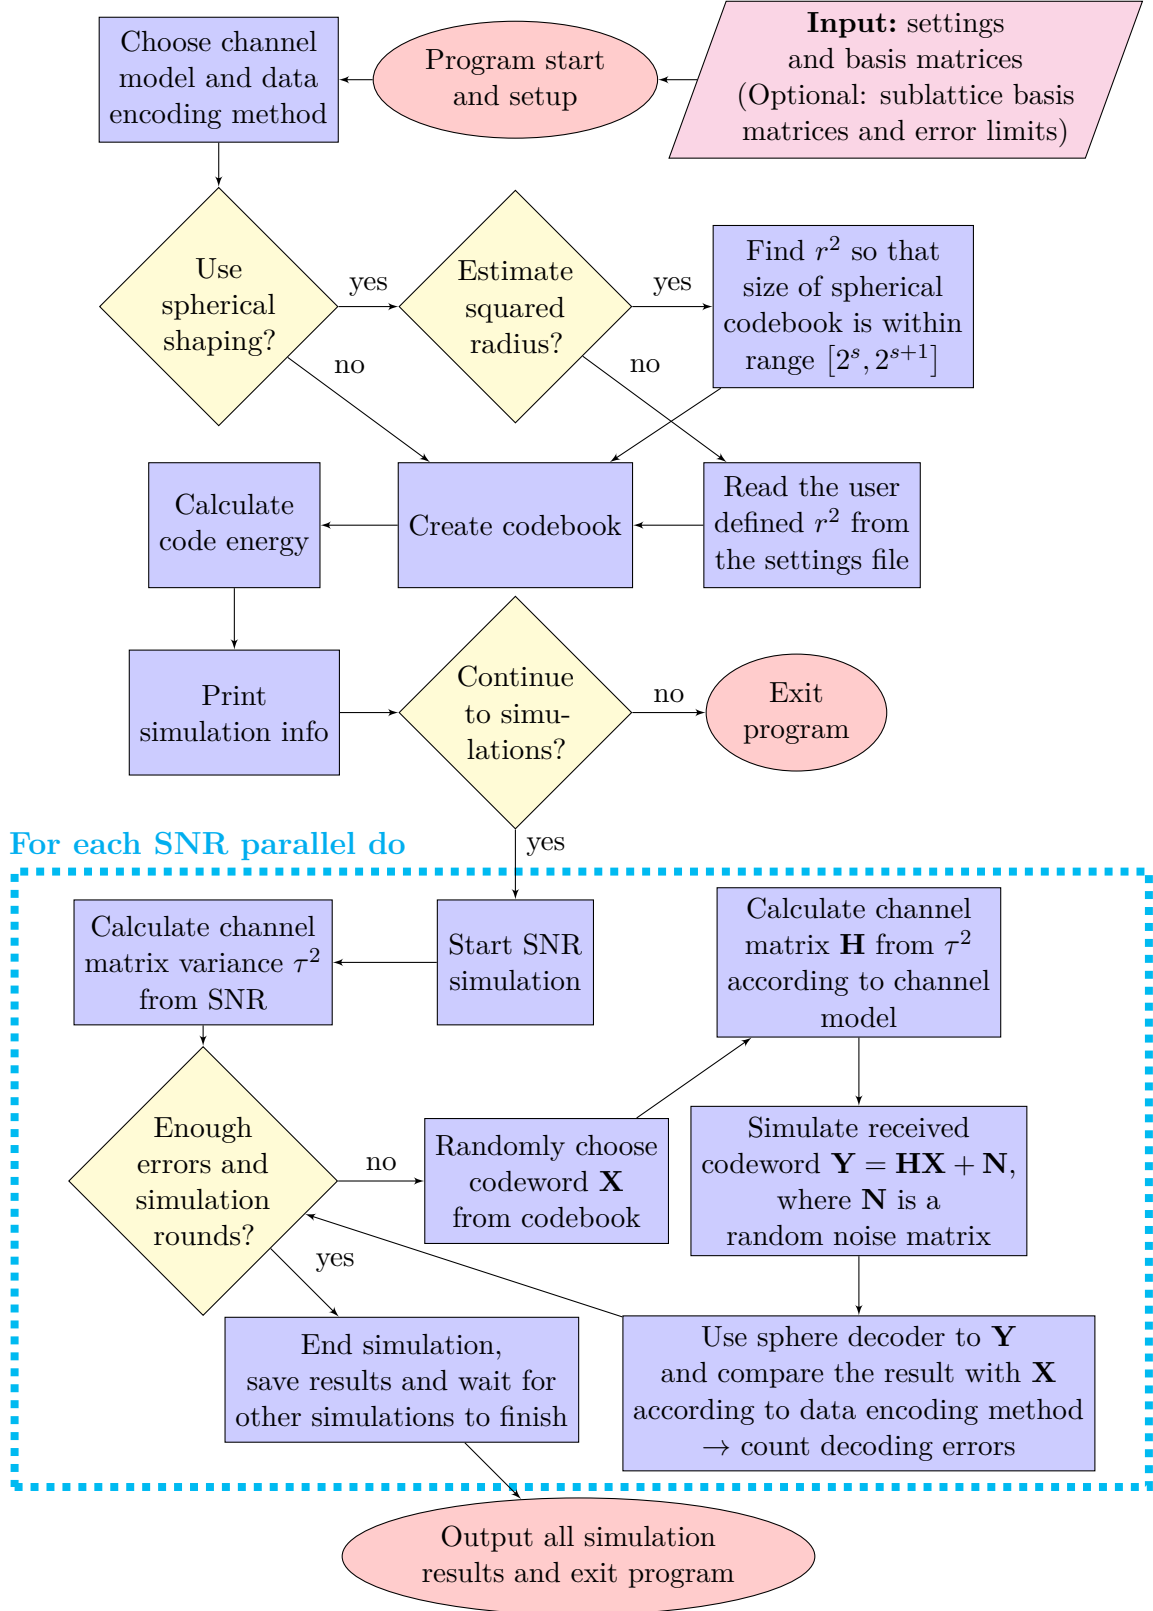 Choose channel
model and data
encoding method
Program start
and setup
Input: settings
and basis matrices
(Optional: sublattice basis
matrices and error limits)
Use
spherical
shaping?
yes
no
Estimate
squared
radius?
yes
no
Find r² so that
size of spherical
codebook is within
range [2^s, 2^{s+1}]
Calculate
code energy
Create codebook
Read the user
defined r² from
the settings file
Print
simulation info
Continue
to simu-
lations?
no
Exit
program
yes
For each SNR parallel do
Calculate channel
matrix variance τ²
from SNR
Start SNR
simulation
Calculate channel
matrix H from τ²
according to channel
model
Enough
errors and
simulation
rounds?
no
yes
Randomly choose
codeword X
from codebook
Simulate received
codeword Y = HX + N,
where N is a
random noise matrix
End simulation,
save results and wait for
other simulations to finish
Use sphere decoder to Y
and compare the result with X
according to data encoding method
→ count decoding errors
Output all simulation
results and exit program